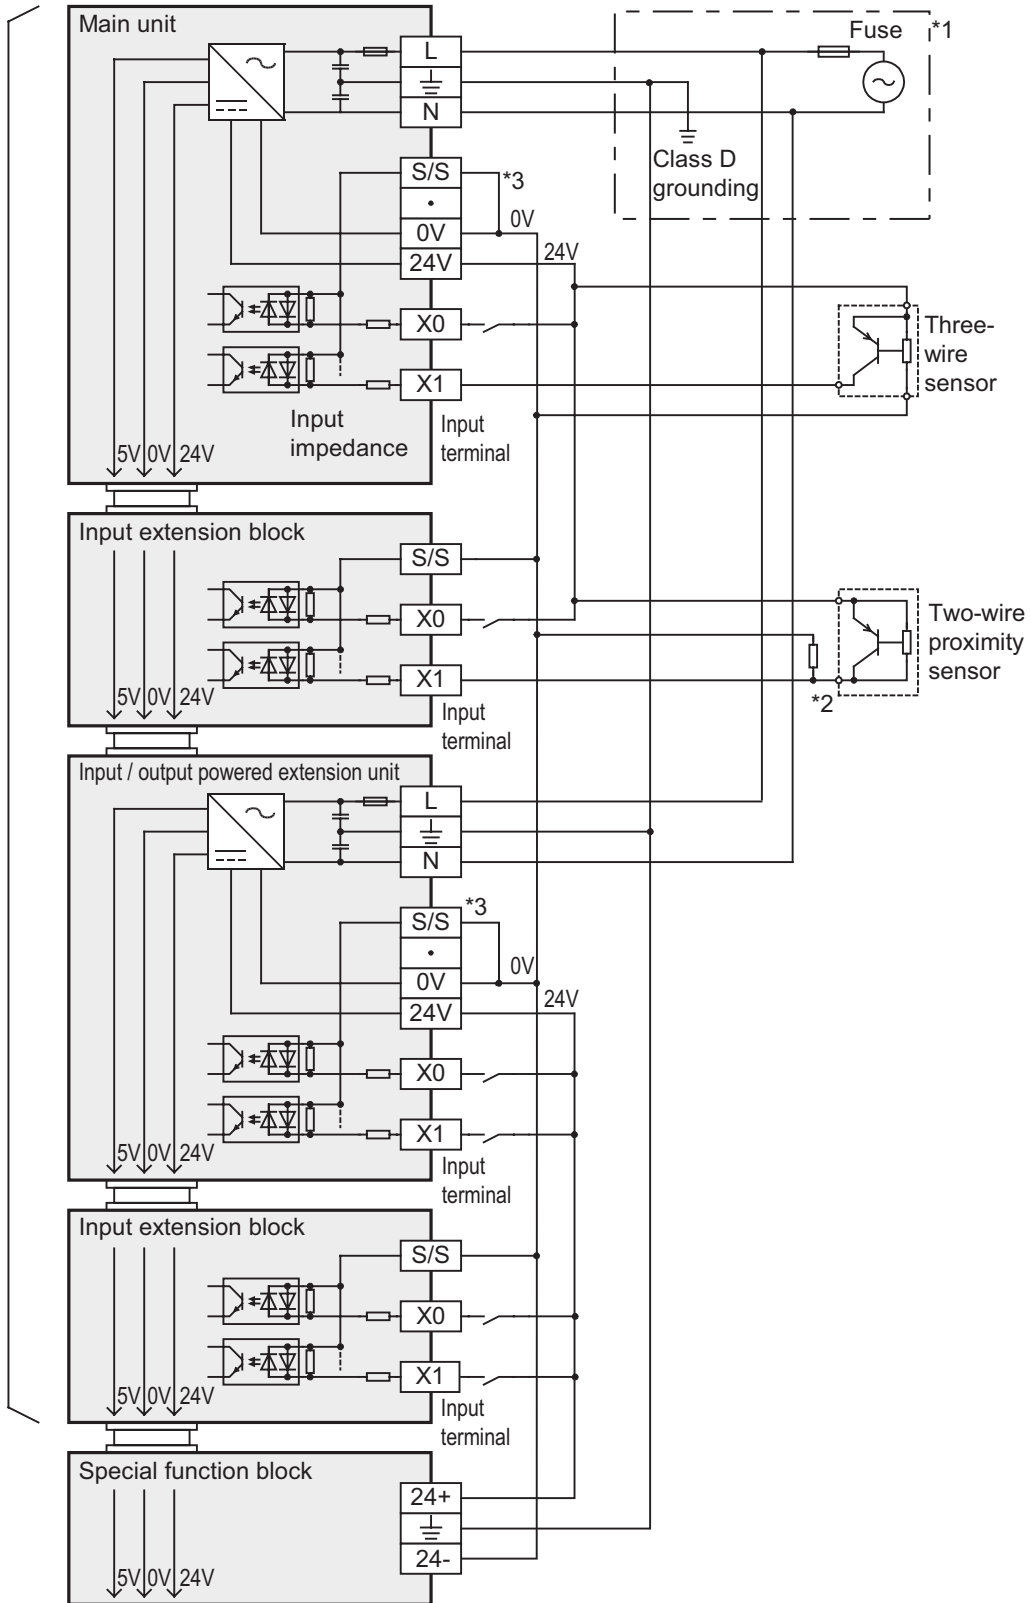 Main unit
L
N
Fuse
*1
Class D
grounding
S/S
*3
•
0V
0V
24V
24V
X0
X1
Three-
wire
sensor
Input
impedance
Input
terminal
5V 0V 24V
Input extension block
S/S
X0
X1
Two-wire
proximity
sensor
*2
5V 0V 24V
Input
terminal
Input / output powered extension unit
L
N
S/S
*3
•
0V
0V
24V
24V
X0
X1
5V 0V 24V
Input
terminal
Input extension block
S/S
X0
X1
5V 0V 24V
Input
terminal
Special function block
24+
24-
5V 0V 24V